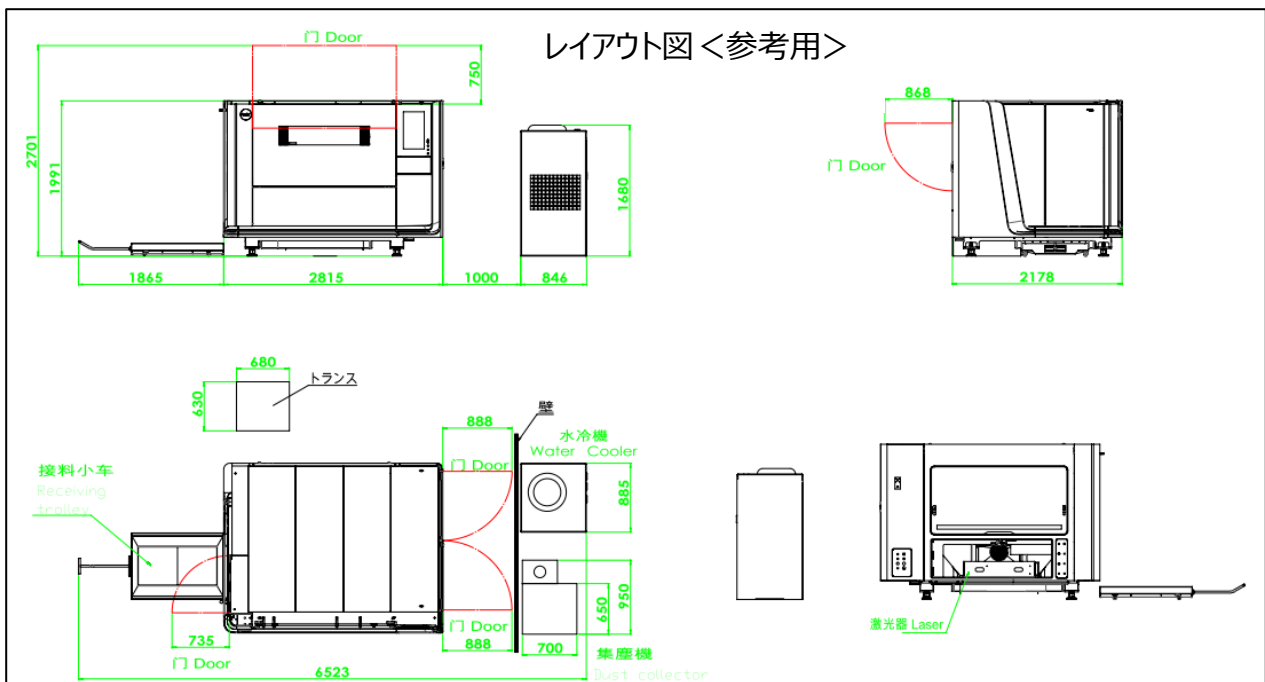 レイアウト図＜参考用＞
门 Door
750
2701
1991
1680
1865
2815
1000
846
868
门 Door
2178
680
630
トランス
壁
888
水冷機
Water Cooler
门 Door
885
接料小车
Receiving
trolley
950
650
735
门 Door
门 Door
888
700
集塵機
Dust collector
6523
激光器 Laser